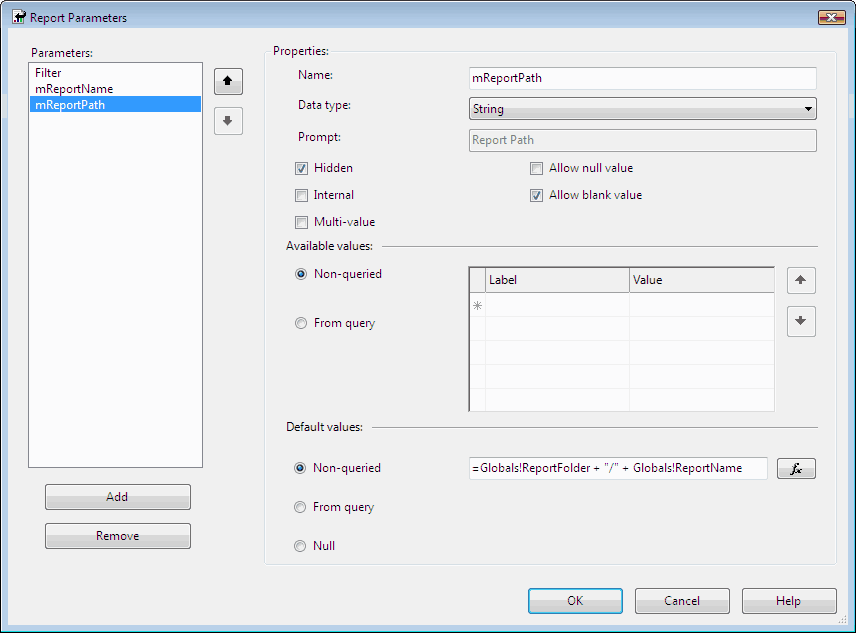 Report Parameters
Parameters:
Filter
mReportName
mReportPath
Add
Remove
Properties:
Name:
mReportPath
Data type:
String
Prompt:
Report Path
Hidden
Allow null value
Internal
Allow blank value
Multi-value
Available values:
Non-queried
Label
Value
From query
Default values:
Non-queried
=Globals!ReportFolder + "/" + Globals!ReportName
fx
From query
Null
OK
Cancel
Help